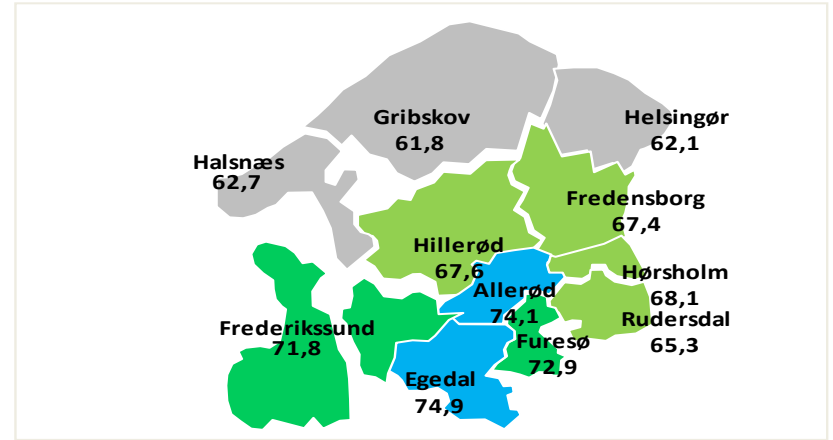 Gribskov
61,8
Helsingør
62,1
Halsnæs
62,7
Fredensborg
67,4
Hillerød
67,6
Hørsholm
68,1
Allerød
74,1
Rudersdal
65,3
Frederikssund
71,8
Furesø
72,9
Egedal
74,9